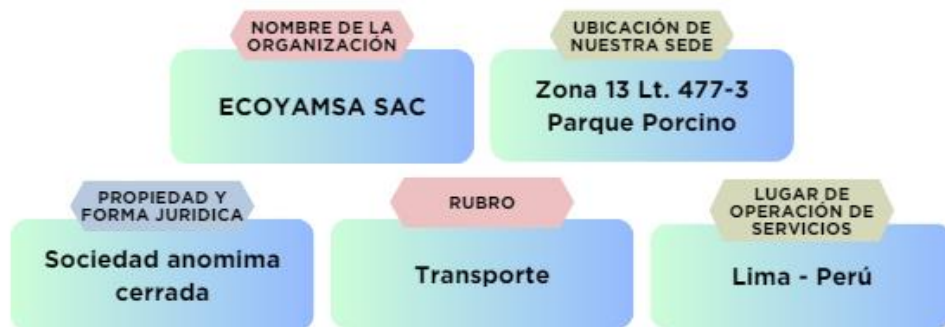 NOMBRE DE LA
ORGANIZACIÓN
ECOYAMSA SAC
UBICACIÓN DE
NUESTRA SEDE
Zona 13 Lt. 477-3
Parque Porcino
PROPIEDAD Y
FORMA JURIDICA
Sociedad anomima
cerrada
RUBRO
Transporte
LUGAR DE
OPERACIÓN DE
SERVICIOS
Lima - Perú